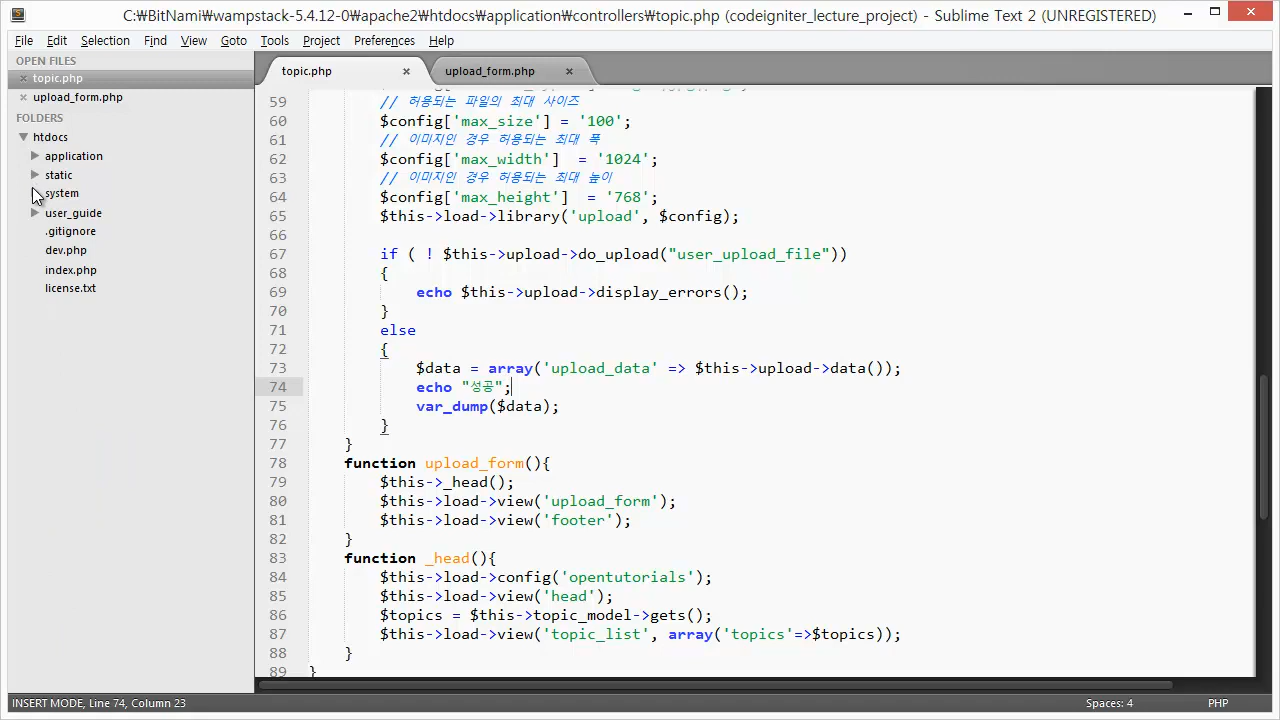 C:₩BitNami₩wampstack-5.4.12-0₩apache2₩htdocs₩application₩controllers₩topic.php (codeigniter_lecture_project) - Sublime Text 2 (UNREGISTERED)
File Edit Selection Find View Goto Tools Project Preferences Help
OPEN FILES
topic.php
upload_form.php
FOLDERS
htdocs
application
static
system
user_guide
.gitignore
dev.php
index.php
license.txt
topic.php upload_form.php
59 // 허용되는 파일의 최대 사이즈
60 $config['max_size'] = '100';
61 // 이미지인 경우 허용되는 최대 폭
62 $config['max_width']  = '1024';
63 // 이미지인 경우 허용되는 최대 높이
64 $config['max_height']  = '768';
65 $this->load->library('upload', $config);
66
67 if ( ! $this->upload->do_upload("user_upload_file"))
68 {
69 echo $this->upload->display_errors();
70 }
71 else
72 {
73 $data = array('upload_data' => $this->upload->data());
74 echo "성공";
75 var_dump($data);
76 }
77 }
78 function upload_form(){
79 $this->_head();
80 $this->load->view('upload_form');
81 $this->load->view('footer');
82 }
83 function _head(){
84 $this->load->config('opentutorials');
85 $this->load->view('head');
86 $topics = $this->topic_model->gets();
87 $this->load->view('topic_list', array('topics'=>$topics));
88 }
89 }
INSERT MODE, Line 74, Column 23 Spaces: 4 PHP